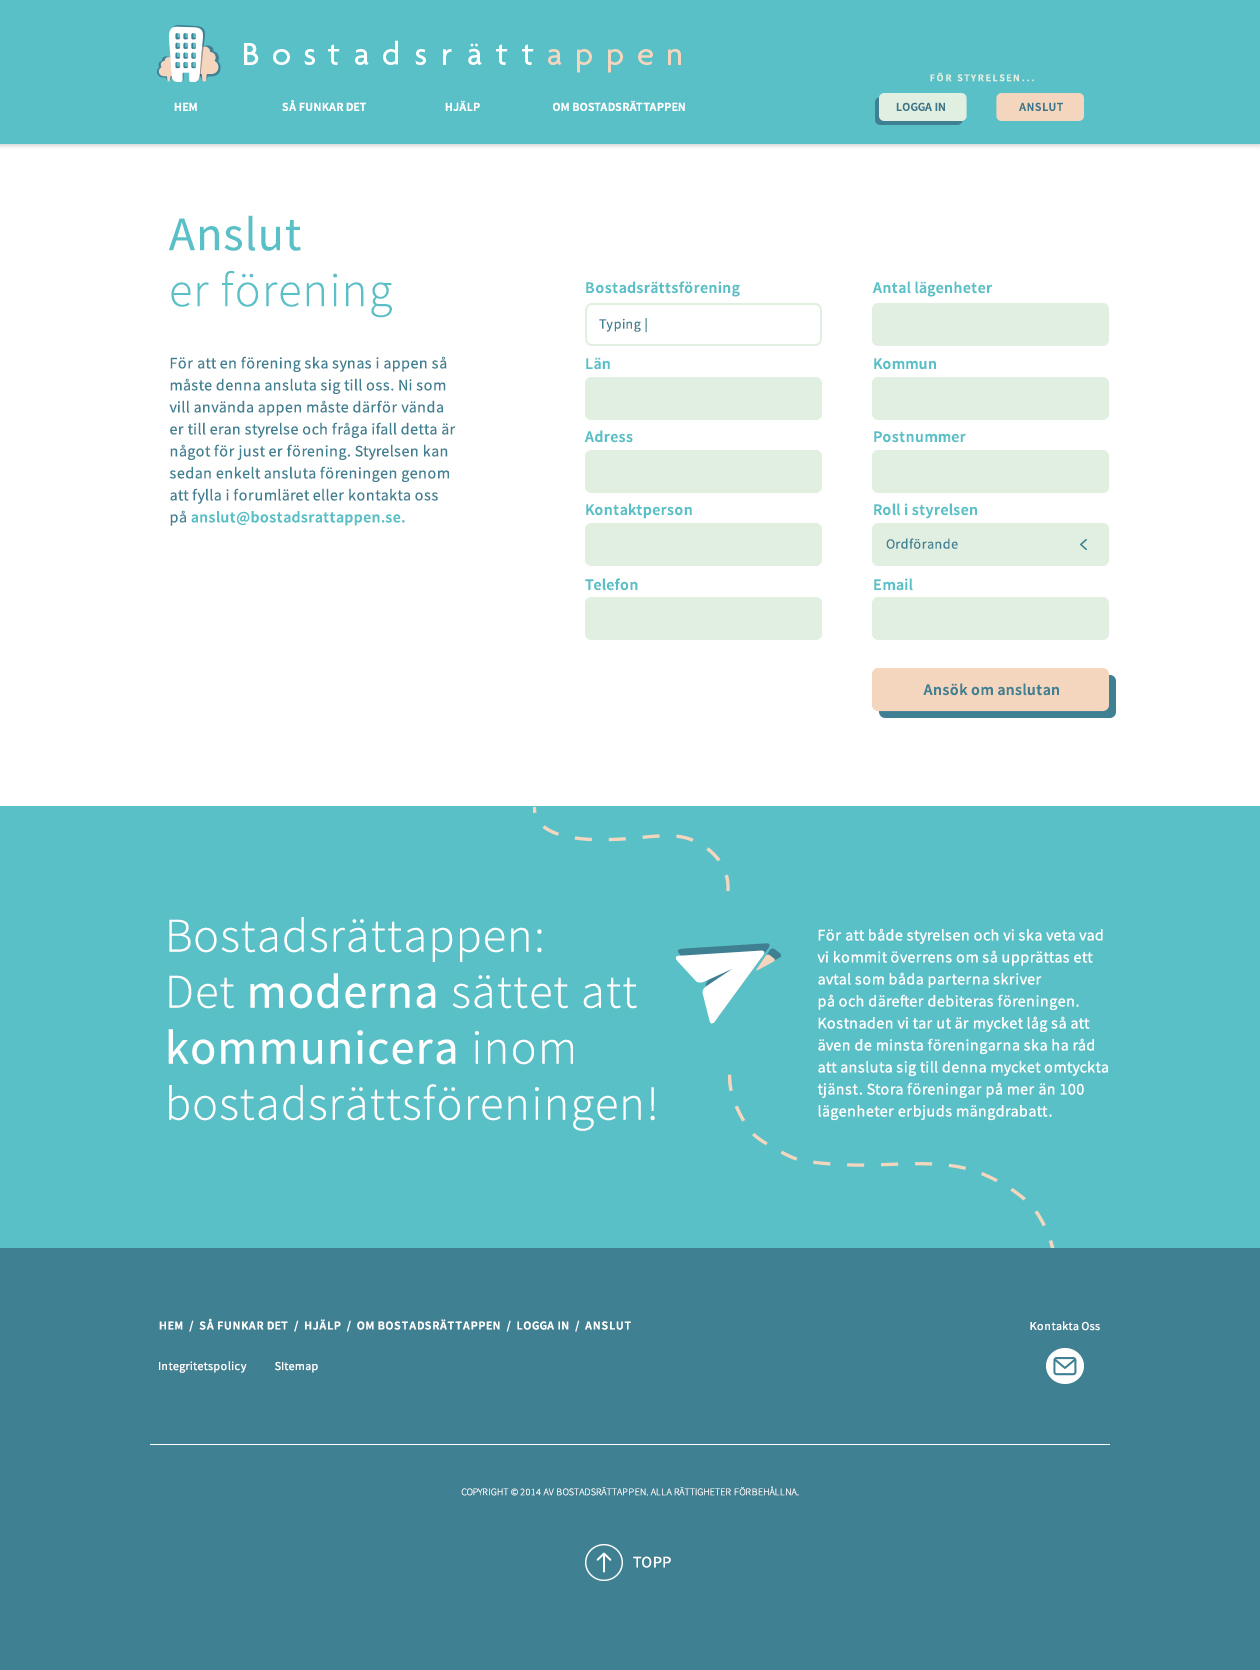 Bostadsrättappen
FÖR STYRELSEN...
HEM SÅ FUNKAR DET HJÄLP OM BOSTADSRÄTTAPPEN LOGGA IN ANSLUT
Anslut
er förening
För att en förening ska synas i appen så
måste denna ansluta sig till oss. Ni som
vill använda appen måste därför vända
er till eran styrelse och fråga ifall detta är
något för just er förening. Styrelsen kan
sedan enkelt ansluta föreningen genom
att fylla i forumläret eller kontakta oss
på anslut@bostadsrattappen.se.
Bostadsrättsförening Antal lägenheter
Typing |
Län Kommun
Adress Postnummer
Kontaktperson Roll i styrelsen
Ordförande <
Telefon Email
Ansök om anslutan
Bostadsrättappen:
Det moderna sättet att
kommunicera inom
bostadsrättsföreningen!
För att både styrelsen och vi ska veta vad
vi kommit överrens om så upprättas ett
avtal som båda parterna skriver
på och därefter debiteras föreningen.
Kostnaden vi tar ut är mycket låg så att
även de minsta föreningarna ska ha råd
att ansluta sig till denna mycket omtyckta
tjänst. Stora föreningar på mer än 100
lägenheter erbjuds mängdrabatt.
HEM / SÅ FUNKAR DET / HJÄLP / OM BOSTADSRÄTTAPPEN / LOGGA IN / ANSLUT
Kontakta Oss
Integritetspolicy SItemap
COPYRIGHT © 2014 AV BOSTADSRÄTTAPPEN. ALLA RÄTTIGHETER FÖRBEHÅLLNA.
TOPP